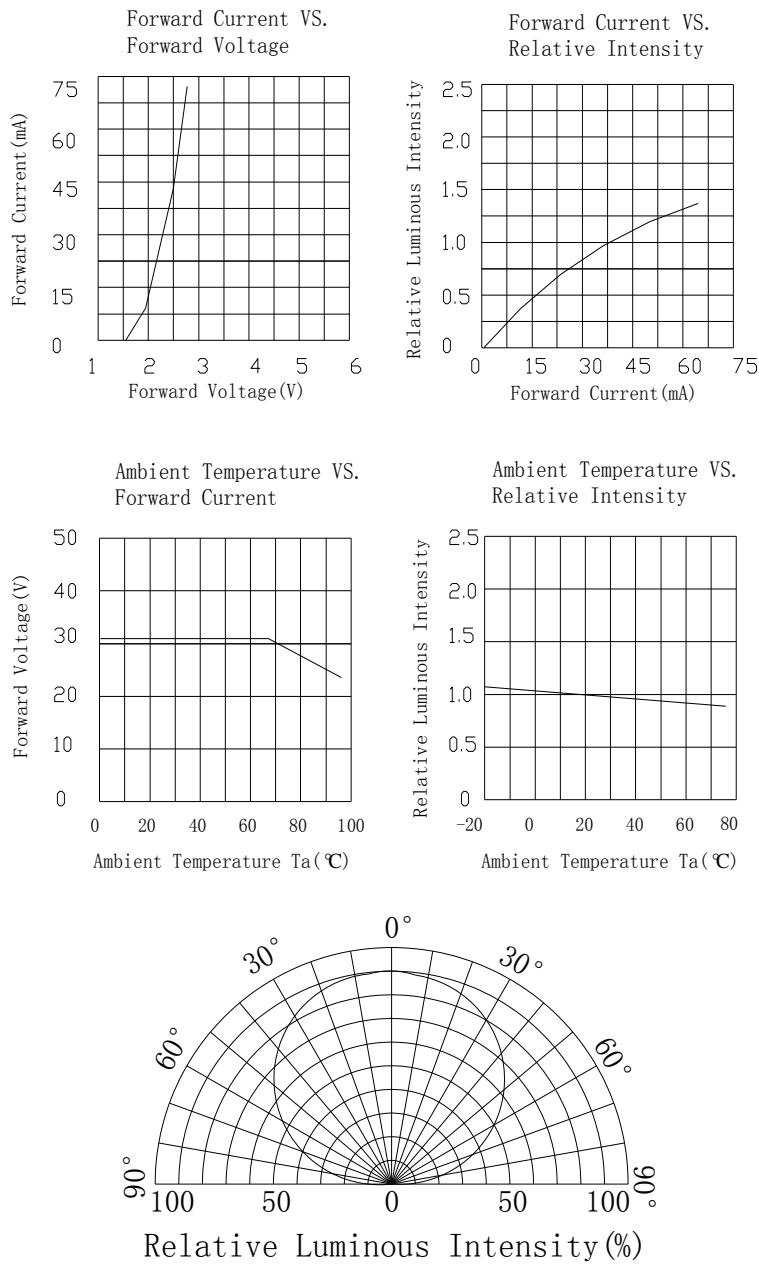 Forward Current VS.
Forward Voltage
Forward Current(mA)
75
60
45
30
15
0
1 2 3 4 5 6
Forward Voltage(V)
Forward Current VS.
Relative Intensity
Relative Luminous Intensity
2.5
2.0
1.5
1.0
0.5
0
0 15 30 45 60 75
Forward Current(mA)
Ambient Temperature VS.
Forward Current
Forward Voltage(V)
50
40
30
20
10
0
0 20 40 60 80 100
Ambient Temperature Ta(℃)
Ambient Temperature VS.
Relative Intensity
Relative Luminous Intensity
2.5
2.0
1.5
1.0
0.5
0
-20 0 20 40 60 80
Ambient Temperature Ta(℃)
0°
30° 30°
60° 60°
90° 90°
100 50 0 50 100
Relative Luminous Intensity(%)